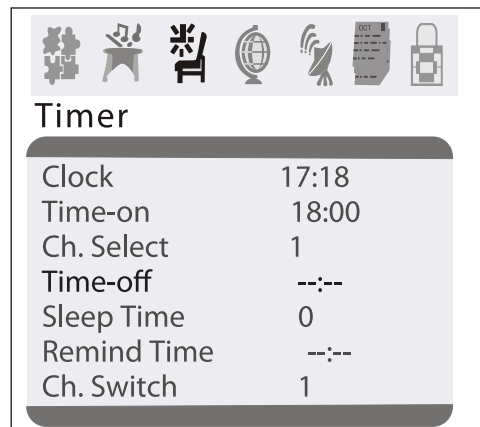 OCT
Timer
Clock 17:18
Time-on 18:00
Ch. Select 1
Time-off --:--
Sleep Time 0
Remind Time --:--
Ch. Switch 1